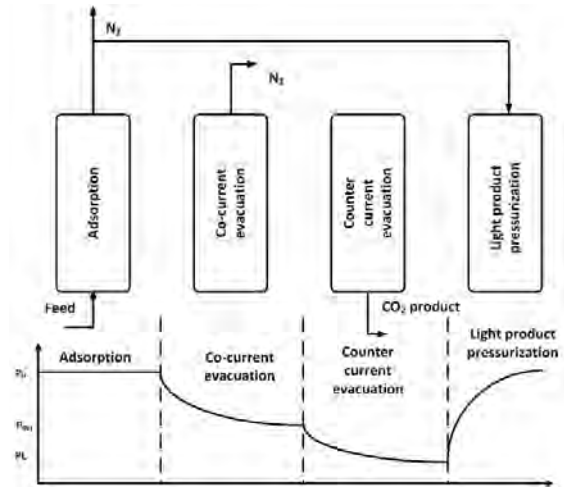 N₂
N₂
Adsorption
Co-current
evacuation
Counter
current
evacuation
Light product
pressurization
Feed
CO₂ product
Adsorption
Co-current
evacuation
Counter
current
evacuation
Light product
pressurization
PL